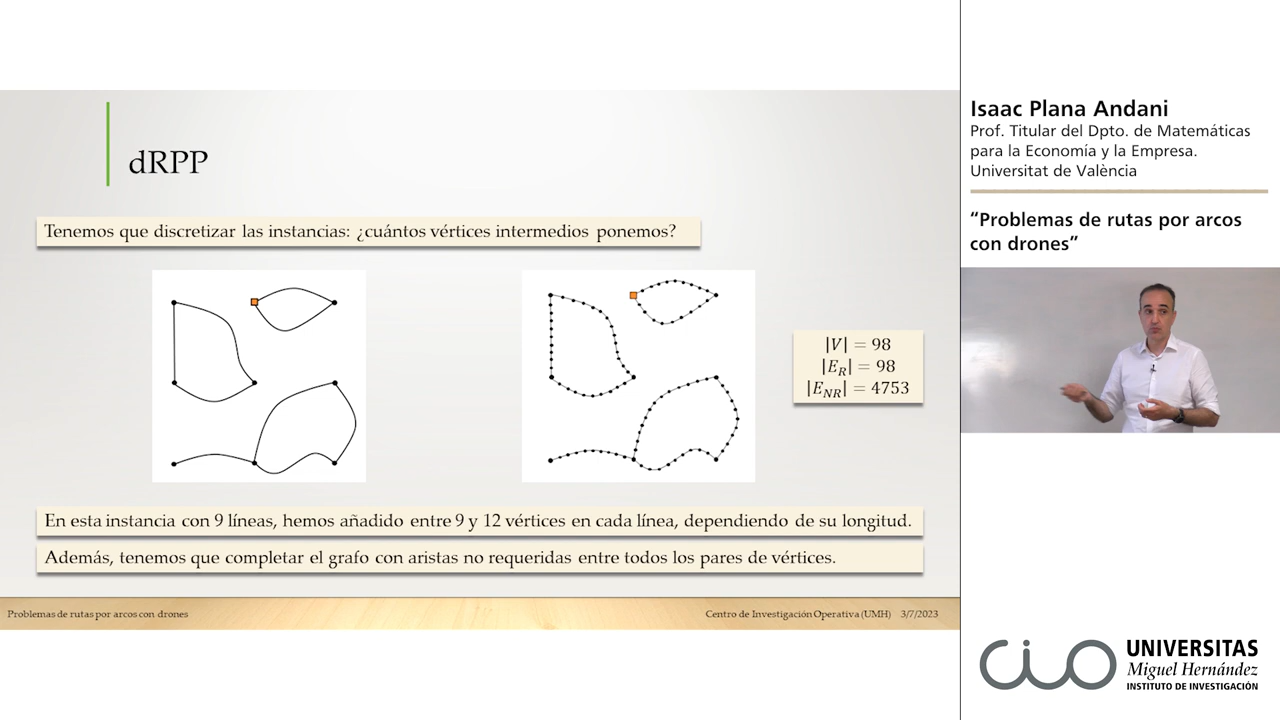 dRPP
Tenemos que discretizar las instancias: ¿cuántos vértices intermedios ponemos?
|V| = 98
|E_R| = 98
|E_NR| = 4753
En esta instancia con 9 líneas, hemos añadido entre 9 y 12 vértices en cada línea, dependiendo de su longitud.
Además, tenemos que completar el grafo con aristas no requeridas entre todos los pares de vértices.
Problemas de rutas por arcos con drones
Centro de Investigación Operativa (UMH) 3/7/2023
Isaac Plana Andani
Prof. Titular del Dpto. de Matemáticas
para la Economía y la Empresa.
Universitat de València
“Problemas de rutas por arcos
con drones”
cio
UNIVERSITAS
Miguel Hernández
INSTITUTO DE INVESTIGACIÓN